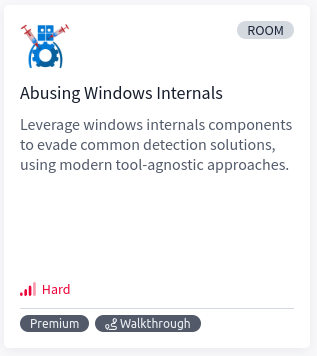 ROOM
Abusing Windows Internals
Leverage windows internals components
to evade common detection solutions,
using modern tool-agnostic approaches.
Hard
Premium
Walkthrough